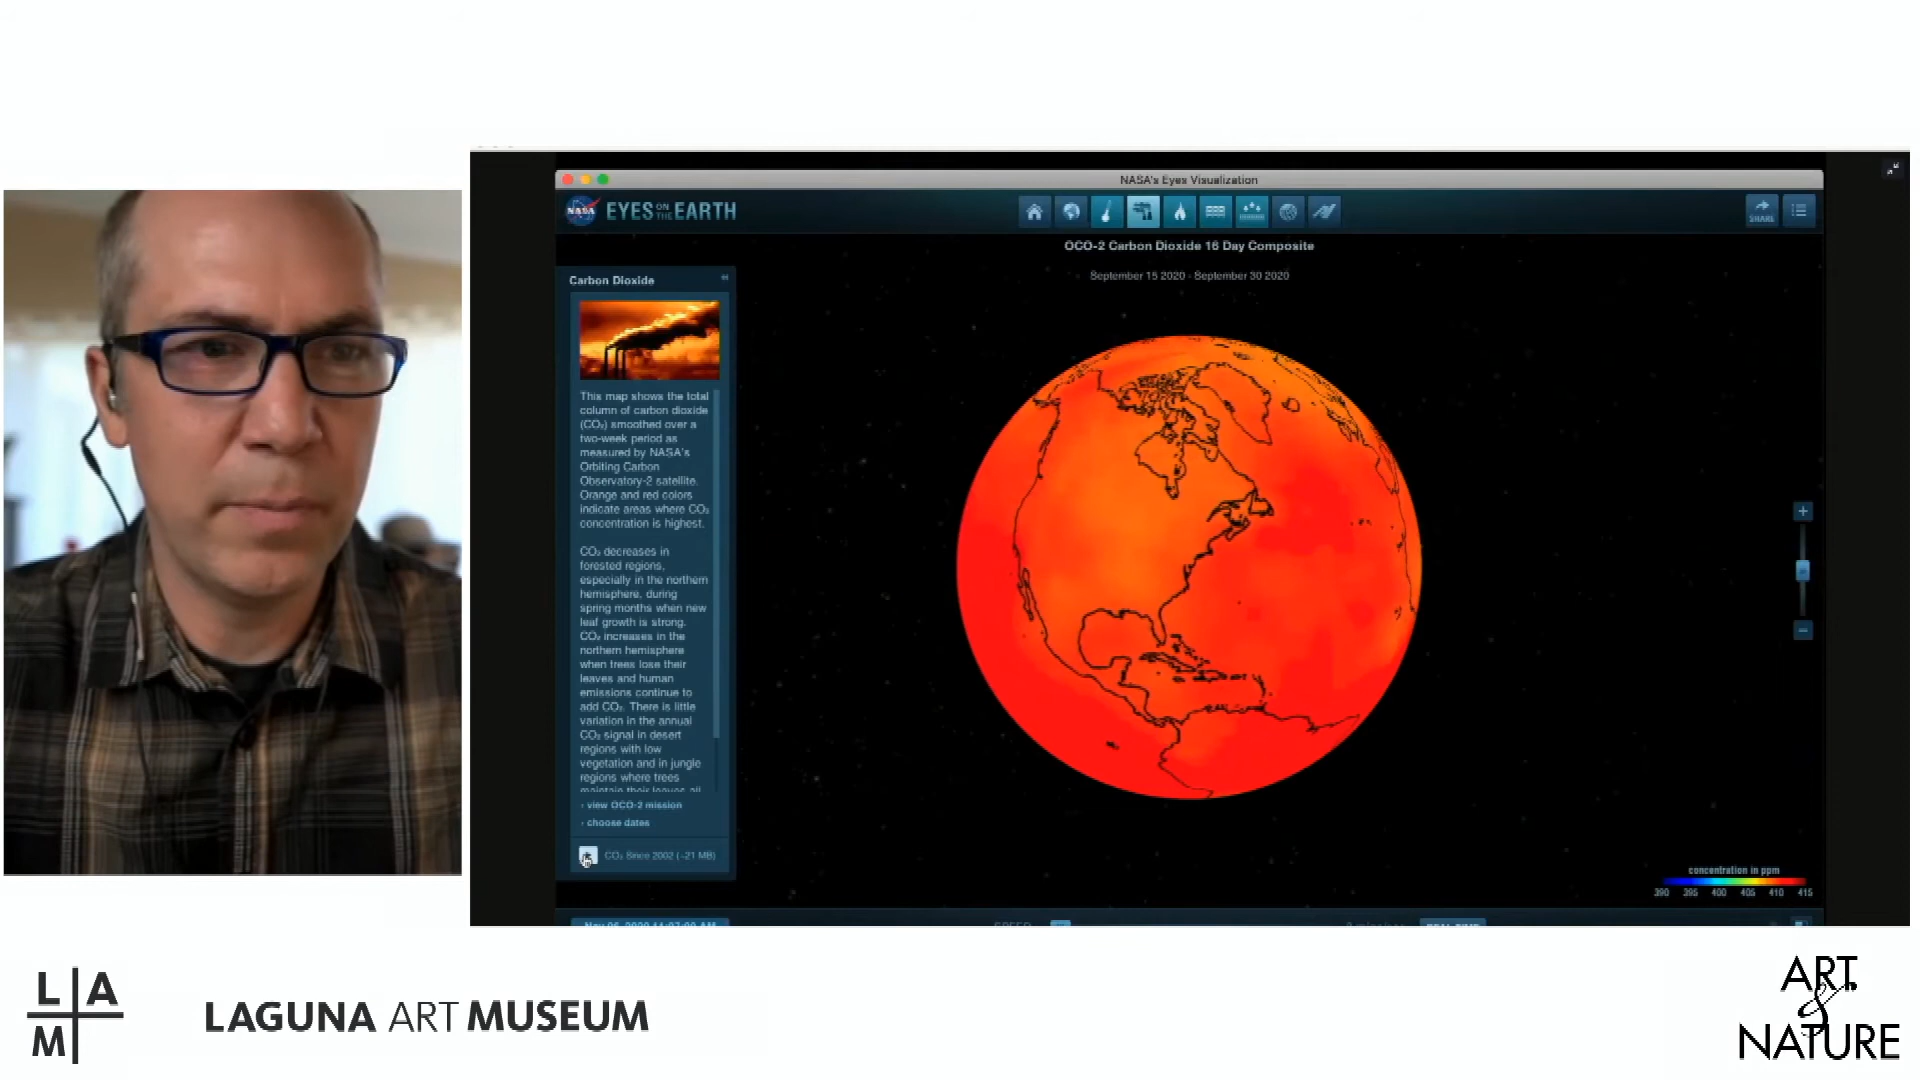 NASA's Eyes Visualization
NASA EYES ON THE EARTH
SHARE
OCO-2 Carbon Dioxide 16 Day Composite
September 15 2020 - September 30 2020
Carbon Dioxide
This map shows the total
column of carbon dioxide
(CO₂) smoothed over a
two-week period as
measured by NASA's
Orbiting Carbon
Observatory-2 satellite.
Orange and red colors
indicate areas where CO₂
concentration is highest.
CO₂ decreases in
forested regions,
especially in the northern
hemisphere, during
spring months when new
leaf growth is strong.
CO₂ increases in the
northern hemisphere
when trees lose their
leaves and human
emissions continue to
add CO₂. There is little
variation in the annual
CO₂ signal in desert
regions with low
vegetation and in jungle
regions where trees
maintain their leaves all
› view OCO-2 mission
› choose dates
CO₂ Since 2002 (~21 MB)
concentration in ppm
390 395 400 405 410 415
SPEED
LAM
LAGUNA ART MUSEUM
ART
&
NATURE